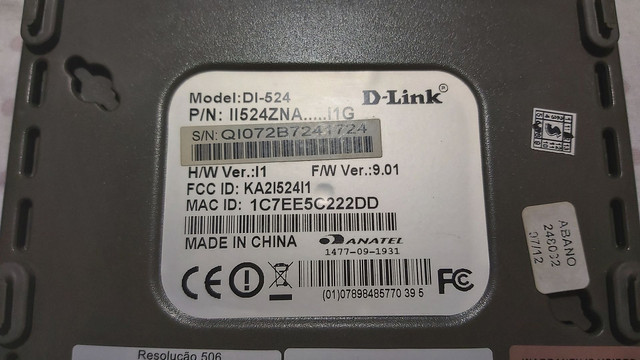 Model:DI-524
D-Link®
P/N: II524ZNA.....I1G
S/N: QI072B7241724
H/W Ver.:I1 F/W Ver.:9.01
FCC ID: KA2I524I1
MAC ID: 1C7EE5C222DD
MADE IN CHINA ANATEL
1477-09-1931
CE FC
(01)07898485770 39 5
ABANO
07/12
Resolução 506